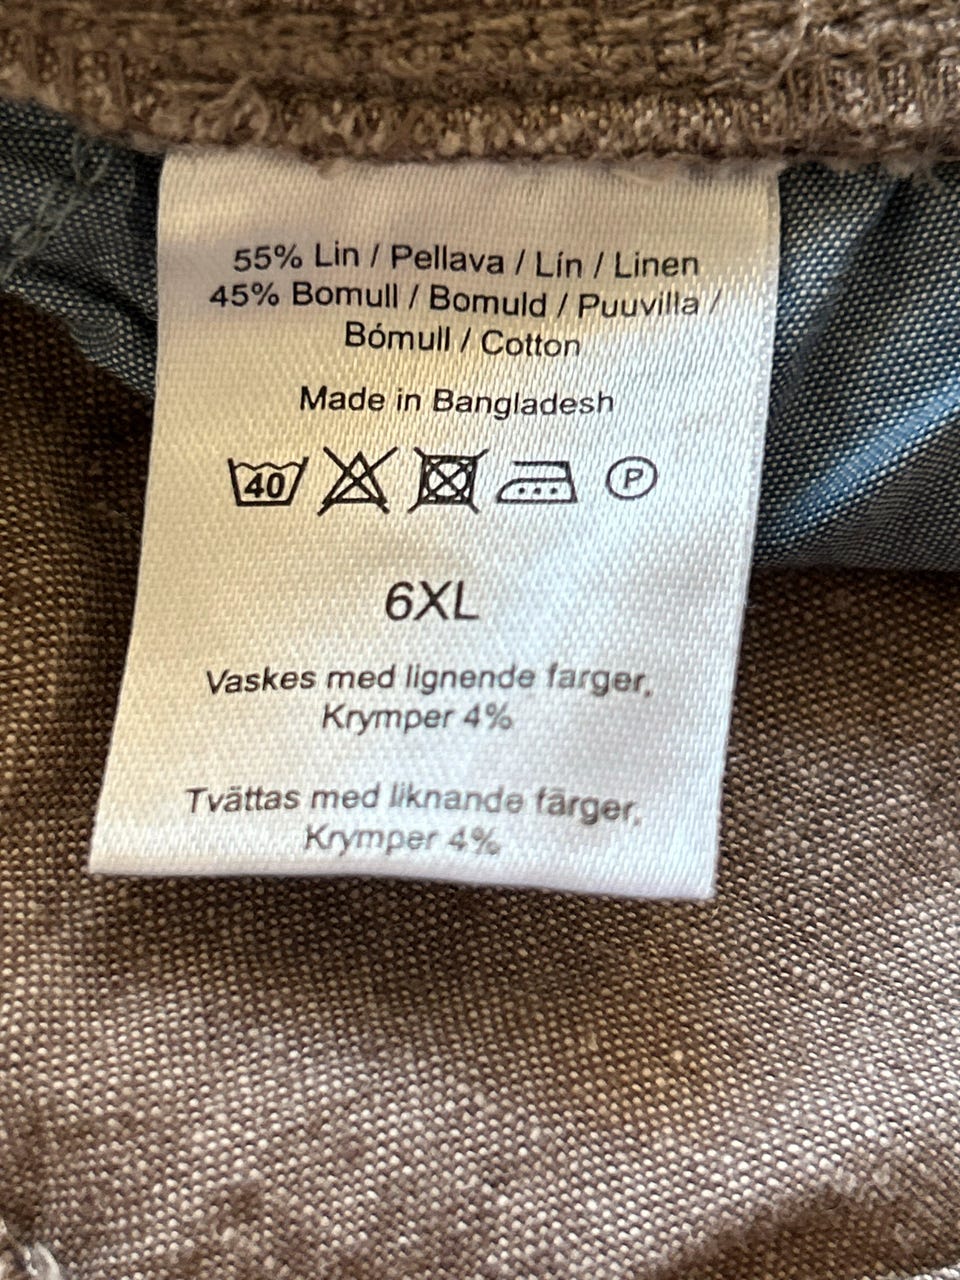 55% Lin / Pellava / Lín / Linen
45% Bomull / Bomuld / Puuvilla /
Bómull / Cotton
Made in Bangladesh
40 P
6XL
Vaskes med lignende farger,
Krymper 4%
Tvättas med liknande färger,
Krymper 4%